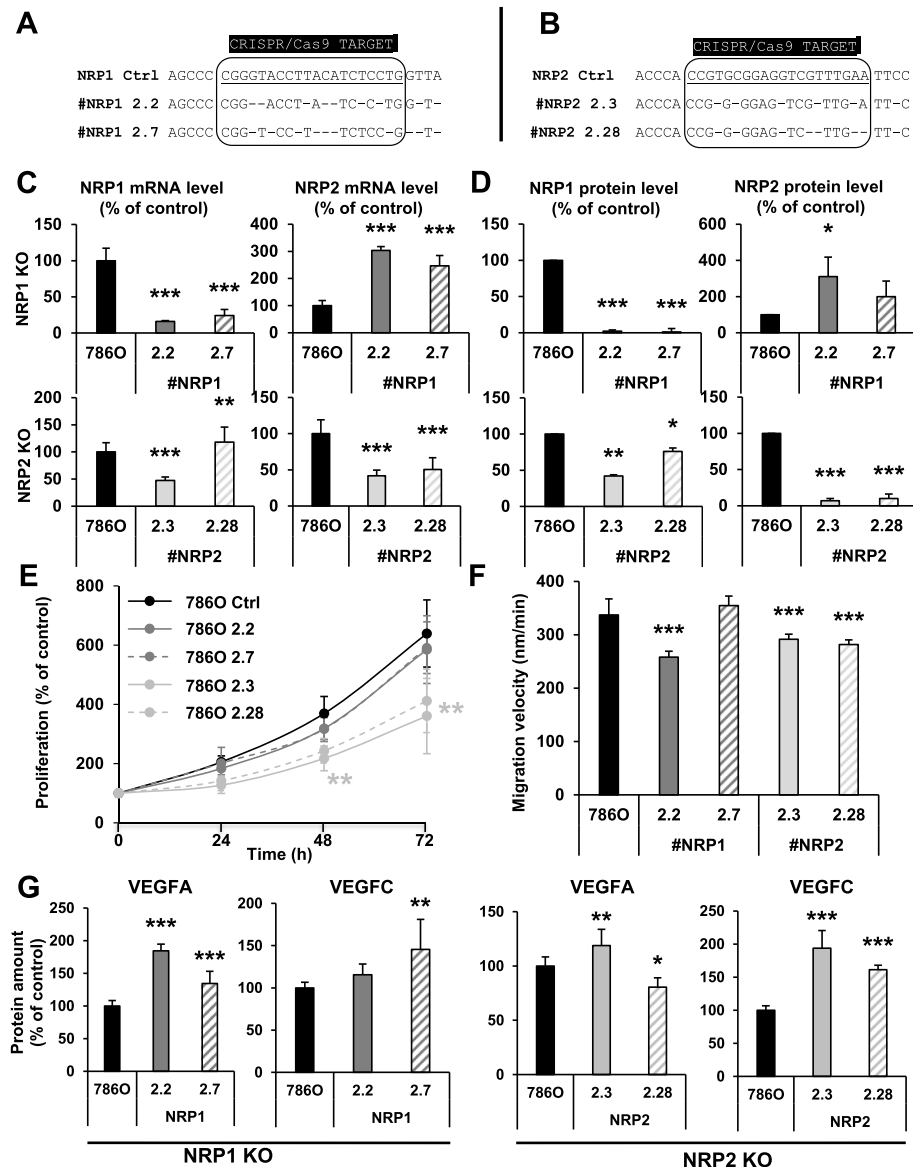 A
CRISPR/Cas9 TARGET
NRP1 Ctrl AGCCC CGGGTACCTTACATCTCCTG GTTA
#NRP1 2.2 AGCCC CGG--ACCT-A--TC-C-TG G-T-
#NRP1 2.7 AGCCC CGG-T-CC-T---TCTCC-G --T-
B
CRISPR/Cas9 TARGET
NRP2 Ctrl ACCCA CCGTGCGGAGGTCGTTTGAA TTCC
#NRP2 2.3 ACCCA CCG-G-GGAG-TCG-TTG-A TT-C
#NRP2 2.28 ACCCA CCG-G-GGAG-TC--TTG-- TT-C
C
NRP1 mRNA level
(% of control)
NRP2 mRNA level
(% of control)
NRP1 KO
150
100
50
0
***
***
786O 2.2 2.7
#NRP1
400
300
200
100
0
***
***
786O 2.2 2.7
#NRP1
NRP2 KO
200
150
100
50
0
***
**
786O 2.3 2.28
#NRP2
150
100
50
0
***
***
786O 2.3 2.28
#NRP2
D
NRP1 protein level
(% of control)
NRP2 protein level
(% of control)
150
100
50
0
***
***
786O 2.2 2.7
#NRP1
600
400
200
*
786O 2.2 2.7
#NRP1
150
100
50
0
**
*
786O 2.3 2.28
#NRP2
150
100
50
0
***
***
786O 2.3 2.28
#NRP2
E
Proliferation (% of control)
800
600
400
200
0
786O Ctrl
786O 2.2
786O 2.7
786O 2.3
786O 2.28
**
**
0 24 48 72
Time (h)
F
Migration velocity (nm/min)
400
300
200
100
0
***
***
***
786O 2.2 2.7 2.3 2.28
#NRP1 #NRP2
G
Protein amount
(% of control)
VEGFA
250
200
150
100
50
0
***
***
786O 2.2 2.7
NRP1
VEGFC
200
150
100
50
0
**
786O 2.2 2.7
NRP1
NRP1 KO
VEGFA
150
100
50
0
**
*
786O 2.3 2.28
NRP2
VEGFC
250
200
150
100
50
0
***
***
786O 2.3 2.28
NRP2
NRP2 KO